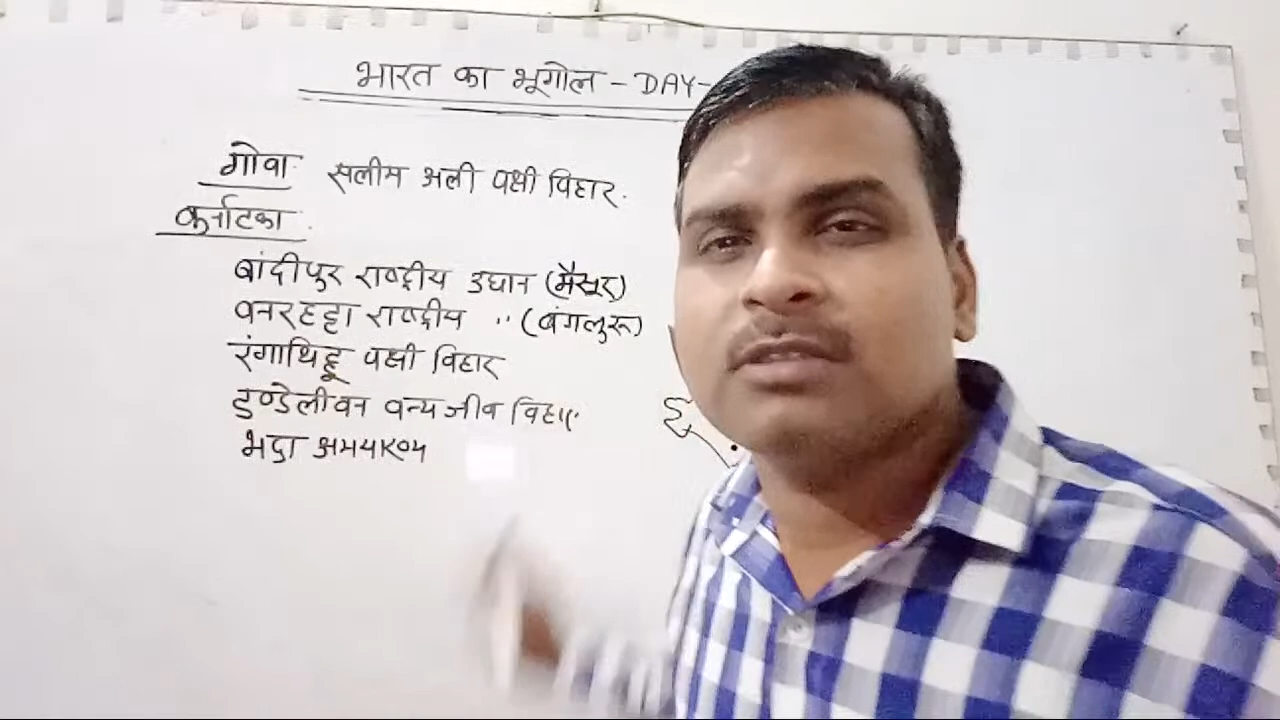 भारत का भूगोल - DAY-
गोवा सलीम अली पक्षी विहार.
कर्नाटका
बांदीपुर राष्ट्रीय उद्यान (मैसूर)
वनरहट्टा राष्ट्रीय " (बंगलुरू)
रंगाथिट्टू पक्षी विहार
डण्डेलीवन वन्य जीव विहार
भद्रा अभयारण्य